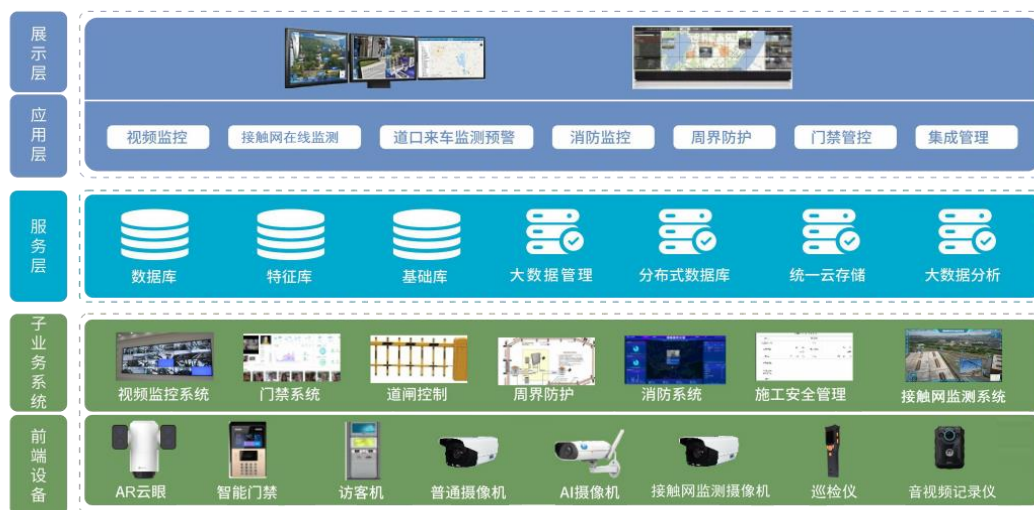 展示层
应用层
视频监控
接触网在线监测
道口来车监测预警
消防监控
周界防护
门禁管控
集成管理
服务层
数据库
特征库
基础库
大数据管理
分布式数据库
统一云存储
大数据分析
子业务系统
视频监控系统
门禁系统
道闸控制
周界防护
消防系统
施工安全管理
接触网监测系统
前端设备
AR云眼
智能门禁
访客机
普通摄像机
AI摄像机
接触网监测摄像机
巡检仪
音视频记录仪